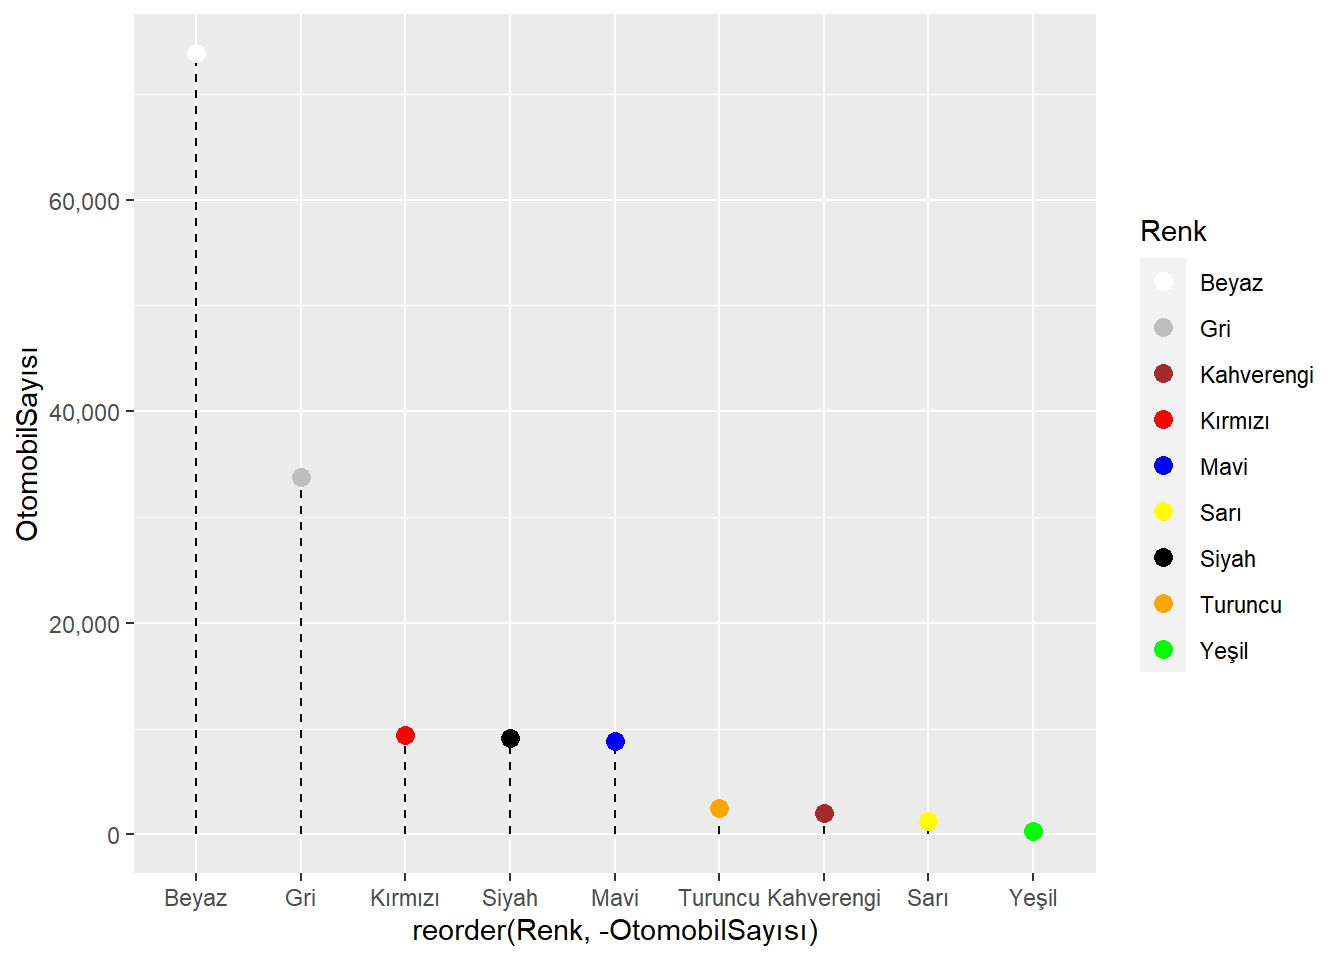 OtomobilSayısı
60,000
40,000
20,000
0
Beyaz Gri Kırmızı Siyah Mavi Turuncu Kahverengi Sarı Yeşil
reorder(Renk, -OtomobilSayısı)
Renk
Beyaz
Gri
Kahverengi
Kırmızı
Mavi
Sarı
Siyah
Turuncu
Yeşil